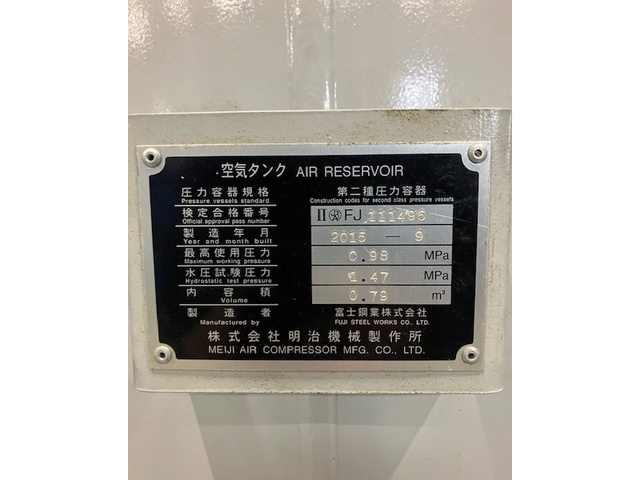 空気タンク AIR RESERVOIR
圧力容器規格 第二種圧力容器
Pressure vessels standard Construction codes for second class pressure vessels
検定合格番号 II FJ 111496
Official approval pass number
製造年月 2015 — 9
Year and month built
最高使用圧力 0.98 MPa
Maximum working pressure
水圧試験圧力 1.47 MPa
Hydrostatic test pressure
内容積 0.79 m³
Volume
製造者 富士鋼業株式会社
Manufactured by FUJI STEEL WORKS CO., LTD.
株式会社明治機械製作所
MEIJI AIR COMPRESSOR MFG. CO., LTD.